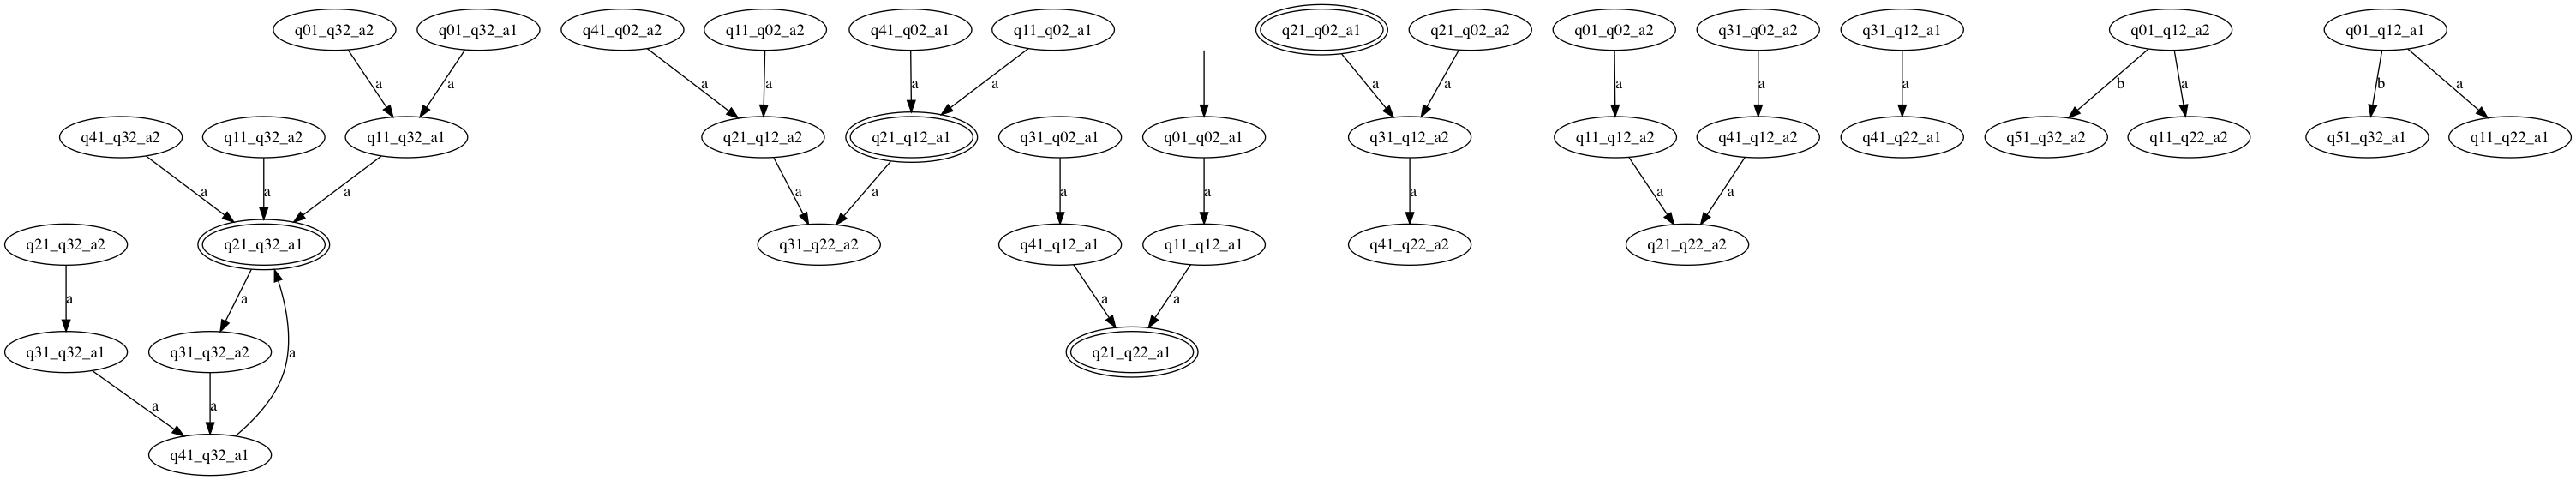 q01_q32_a2 q01_q32_a1 q41_q02_a2 q11_q02_a2 q41_q02_a1 q11_q02_a1 q21_q02_a1 q21_q02_a2 q01_q02_a2 q31_q02_a2 q31_q12_a1 q01_q12_a2 q01_q12_a1
a a a a a a a a a a a b a b a
q41_q32_a2 q11_q32_a2 q11_q32_a1 q21_q12_a2 q21_q12_a1 q31_q02_a1 q01_q02_a1 q31_q12_a2 q11_q12_a2 q41_q12_a2 q41_q22_a1 q51_q32_a2 q11_q22_a2 q51_q32_a1 q11_q22_a1
a a a a a a a a a a
q21_q32_a2 q21_q32_a1 q31_q22_a2 q41_q12_a1 q11_q12_a1 q41_q22_a2 q21_q22_a2
a a a a
q31_q32_a1 q31_q32_a2 a q21_q22_a1
a a
q41_q32_a1